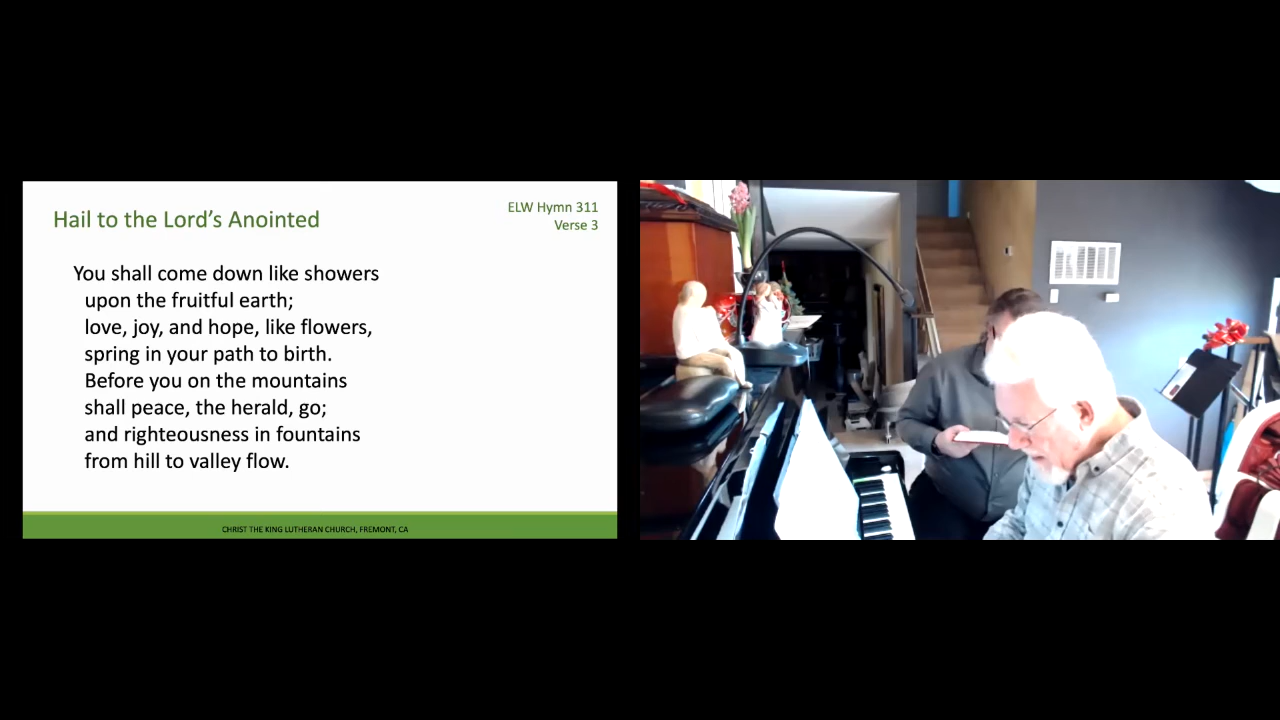 Hail to the Lord's Anointed
ELW Hymn 311
Verse 3
You shall come down like showers
upon the fruitful earth;
love, joy, and hope, like flowers,
spring in your path to birth.
Before you on the mountains
shall peace, the herald, go;
and righteousness in fountains
from hill to valley flow.
CHRIST THE KING LUTHERAN CHURCH, FREMONT, CA